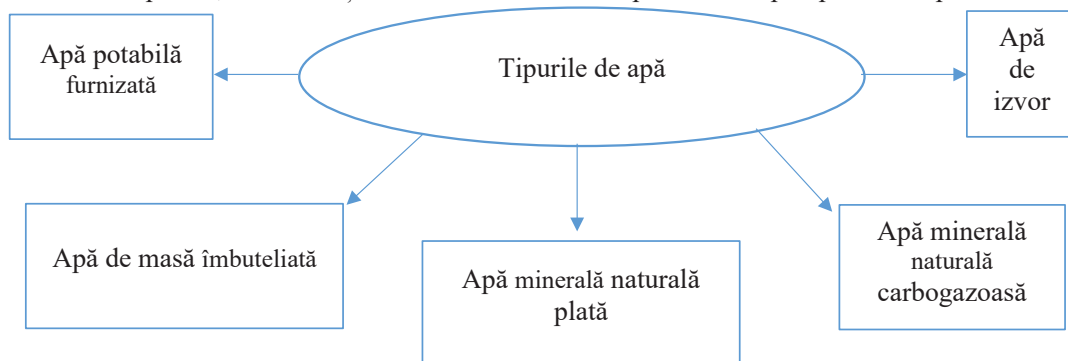 Apă potabilă
furnizată
Tipurile de apă
Apă
de
izvor
Apă de masă îmbuteliată
Apă minerală naturală
plată
Apă minerală
naturală
carbogazoasă